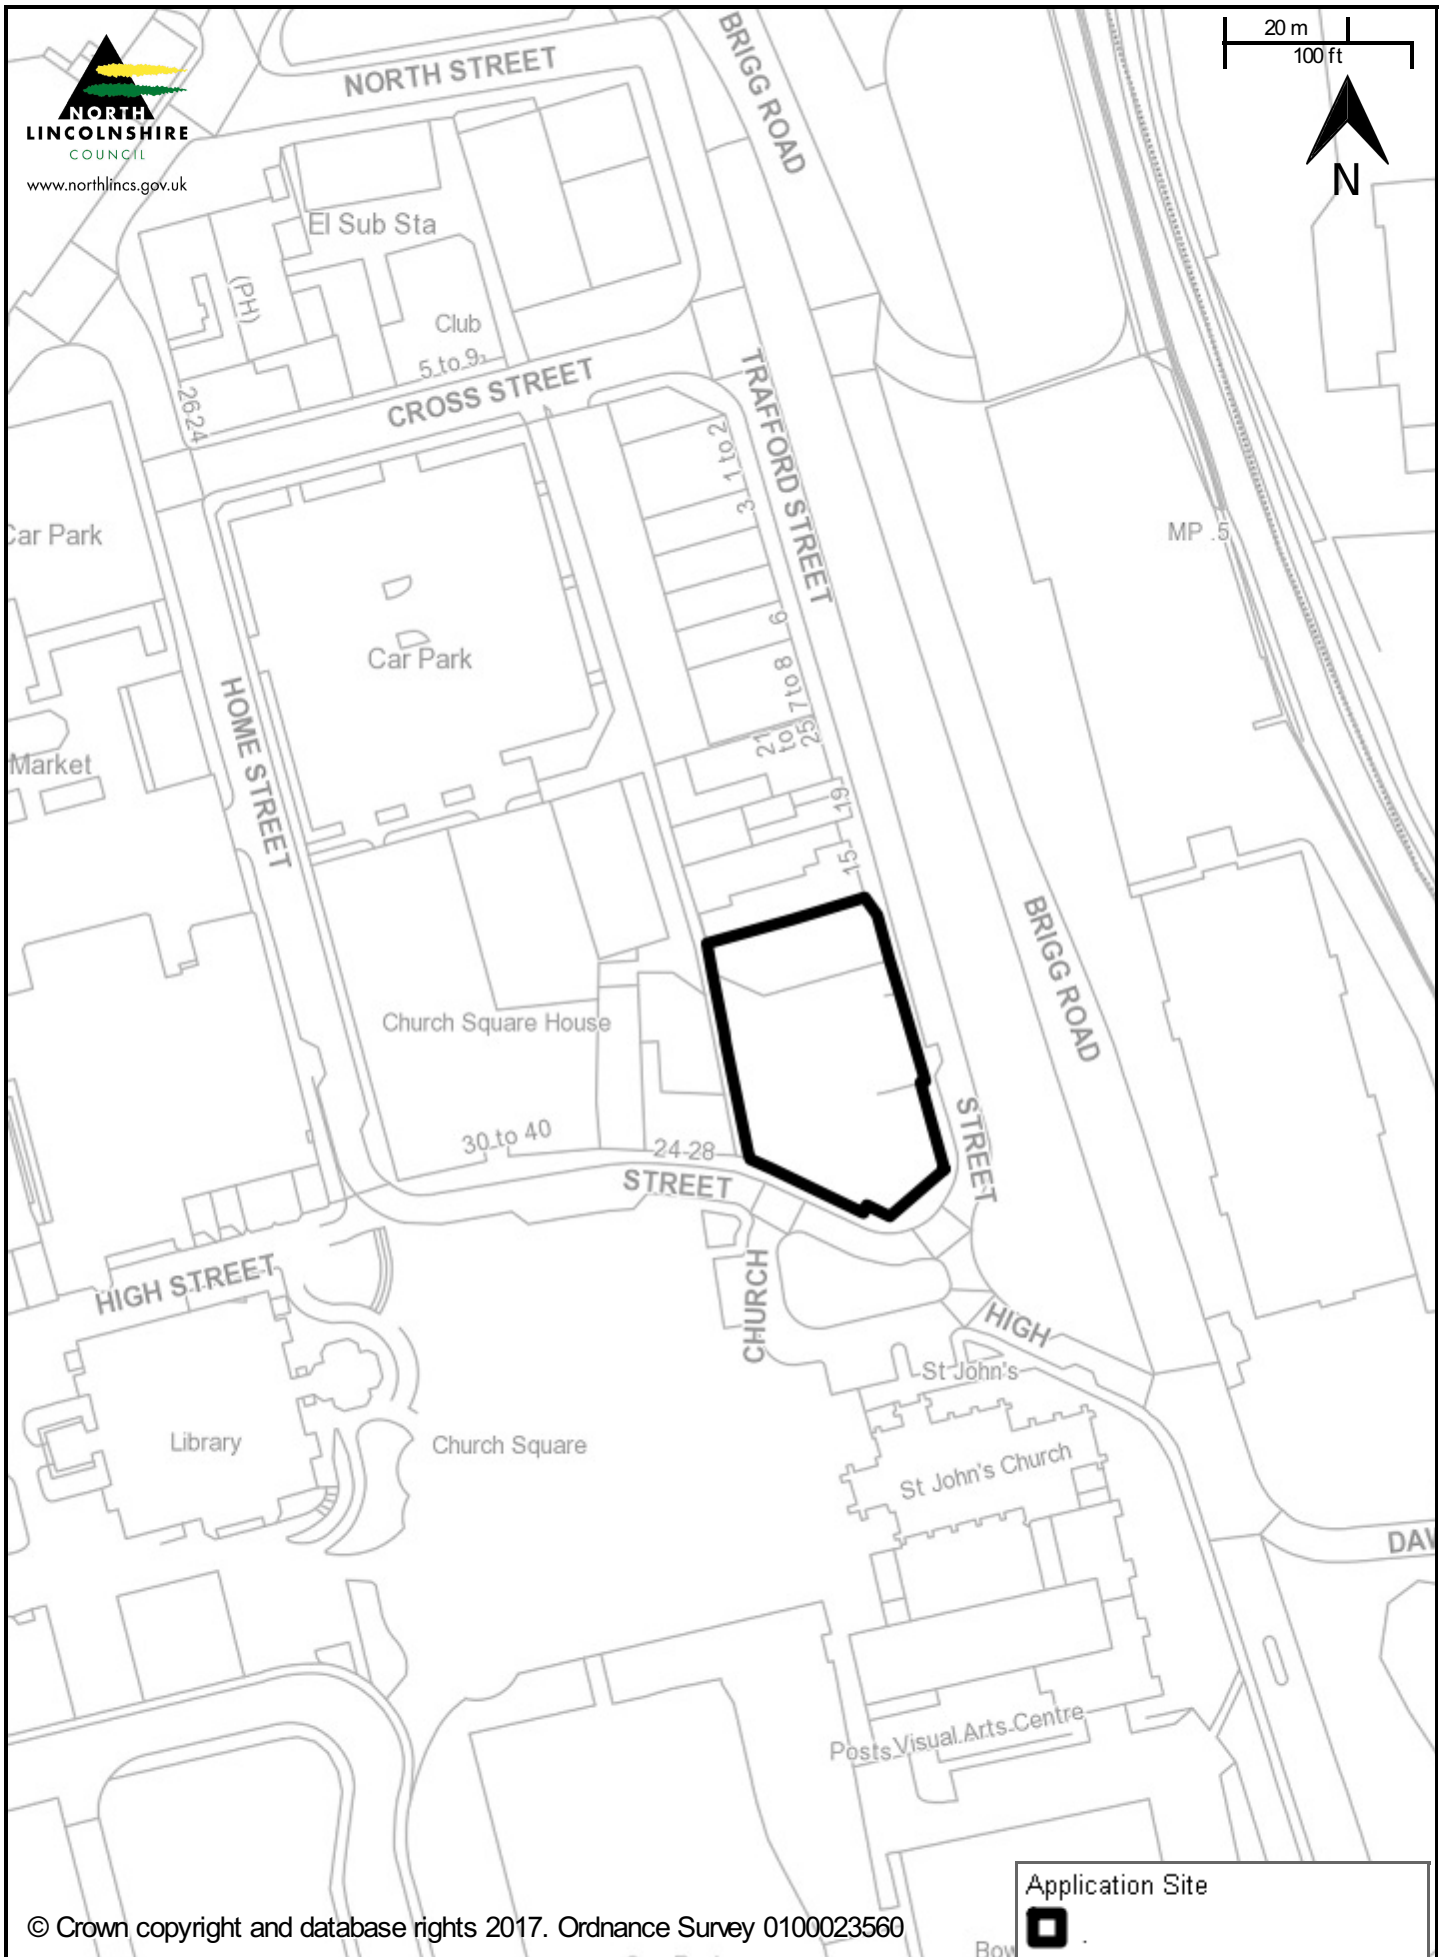 NORTH
LINCOLNSHIRE
COUNCIL
www.northlincs.gov.uk
20 m
100 ft
N
NORTH STREET
BRIGG ROAD
El Sub Sta
(PH)
Club
5 to 9
26 24
CROSS STREET
TRAFFORD STREET
1 to 2
3
Car Park
MP .5
6
Car Park
7 to 8
HOME STREET
21
to
25
Market
19
15
BRIGG ROAD
Church Square House
30 to 40
24-28
STREET
STREET
CHURCH
HIGH STREET
HIGH
St John's
Library
Church Square
St John's Church
DAW
Posts
Visual Arts Centre
Application Site
.
© Crown copyright and database rights 2017. Ordnance Survey 0100023560
Bow